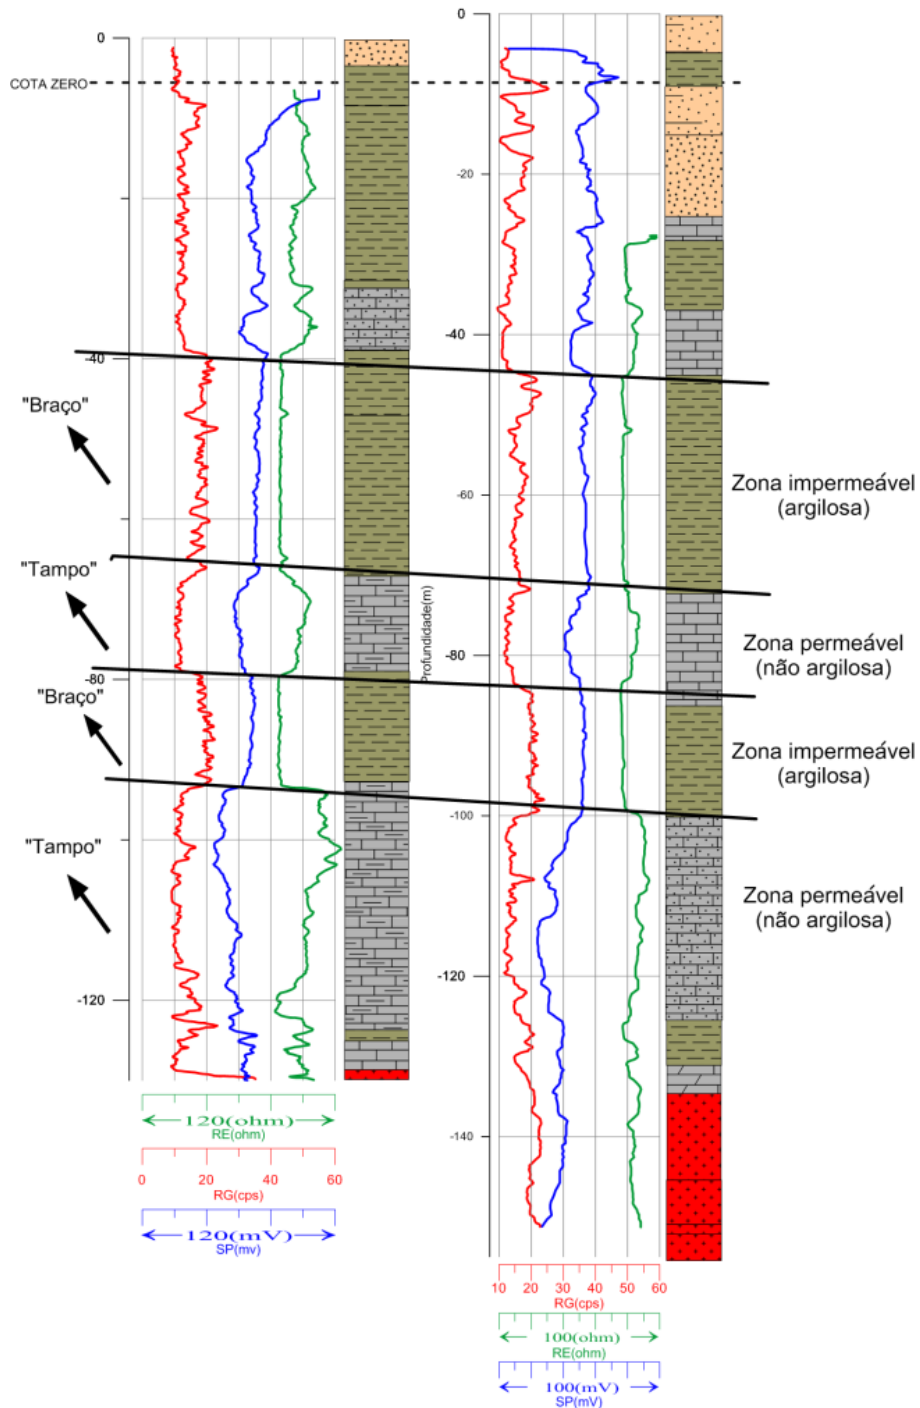 0
COTA ZERO
-40
"Braço"
"Tampo"
-80
"Braço"
"Tampo"
-120
120(ohm)
RE(ohm)
0 20 40 60
RG(cps)
120(mV)
SP(mv)
0
-20
-40
-60
Profundidade(m)
-80
-100
-120
-140
10 20 30 40 50 60
RG(cps)
100(ohm)
RE(ohm)
100(mV)
SP(mV)
Zona impermeável
(argilosa)
Zona permeável
(não argilosa)
Zona impermeável
(argilosa)
Zona permeável
(não argilosa)